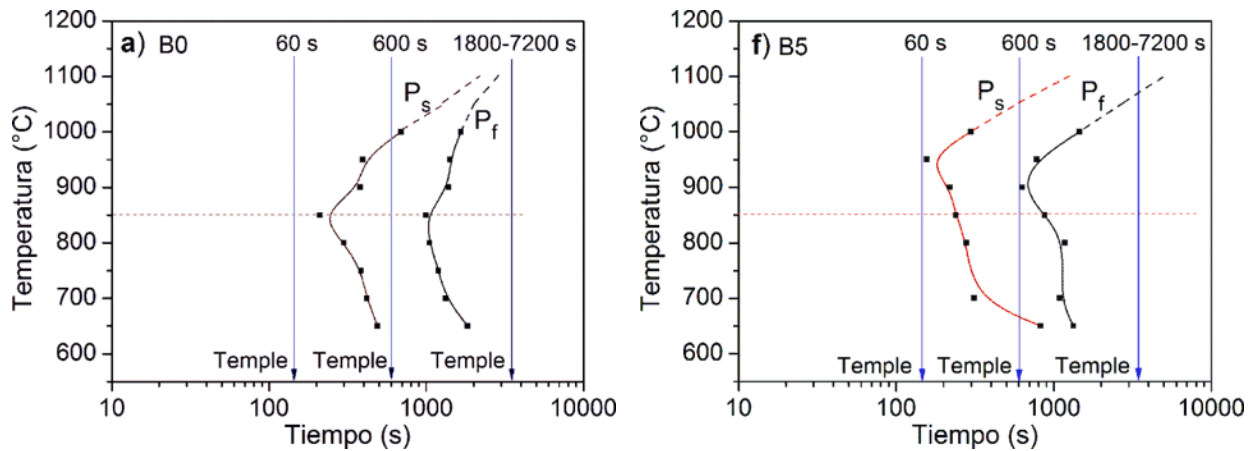 a) B0
60 s
600 s
1800-7200 s
Ps
Pf
Temple
Temple
Temple
Temperatura (°C)
1200
1100
1000
900
800
700
600
10
100
1000
10000
Tiempo (s)
f) B5
60 s
600 s
1800-7200 s
Ps
Pf
Temple
Temple
Temple
Temperatura (°C)
1200
1100
1000
900
800
700
600
10
100
1000
10000
Tiempo (s)